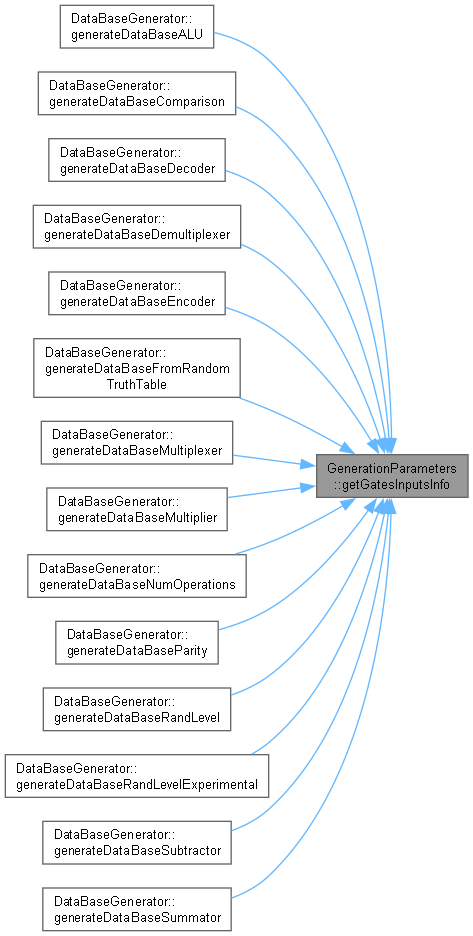 DataBaseGenerator::
generateDataBaseALU
DataBaseGenerator::
generateDataBaseComparison
DataBaseGenerator::
generateDataBaseDecoder
DataBaseGenerator::
generateDataBaseDemultiplexer
DataBaseGenerator::
generateDataBaseEncoder
DataBaseGenerator::
generateDataBaseFromRandom
TruthTable
DataBaseGenerator::
generateDataBaseMultiplexer
GenerationParameters
::getGatesInputsInfo
DataBaseGenerator::
generateDataBaseMultiplier
DataBaseGenerator::
generateDataBaseNumOperations
DataBaseGenerator::
generateDataBaseParity
DataBaseGenerator::
generateDataBaseRandLevel
DataBaseGenerator::
generateDataBaseRandLevelExperimental
DataBaseGenerator::
generateDataBaseSubtractor
DataBaseGenerator::
generateDataBaseSummator